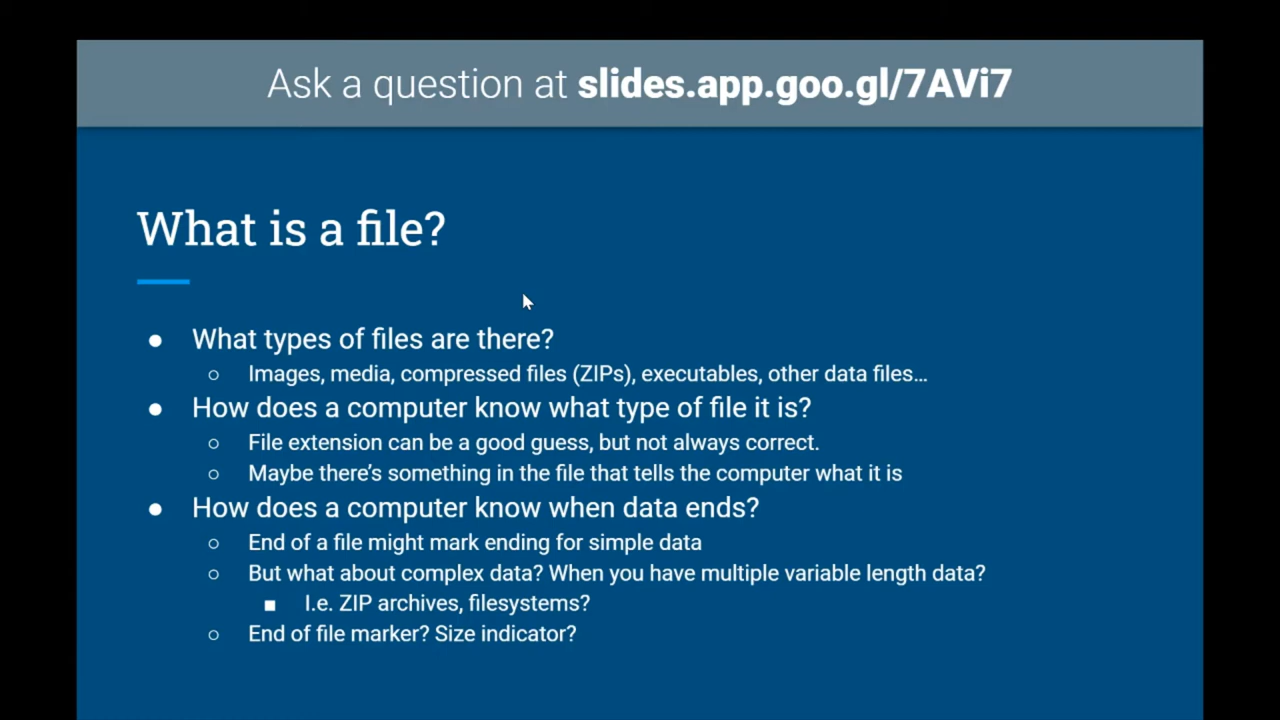 Ask a question at slides.app.goo.gl/7AVi7
What is a file?
● What types of files are there?
○ Images, media, compressed files (ZIPs), executables, other data files...
● How does a computer know what type of file it is?
○ File extension can be a good guess, but not always correct.
○ Maybe there's something in the file that tells the computer what it is
● How does a computer know when data ends?
○ End of a file might mark ending for simple data
○ But what about complex data? When you have multiple variable length data?
■ I.e. ZIP archives, filesystems?
○ End of file marker? Size indicator?